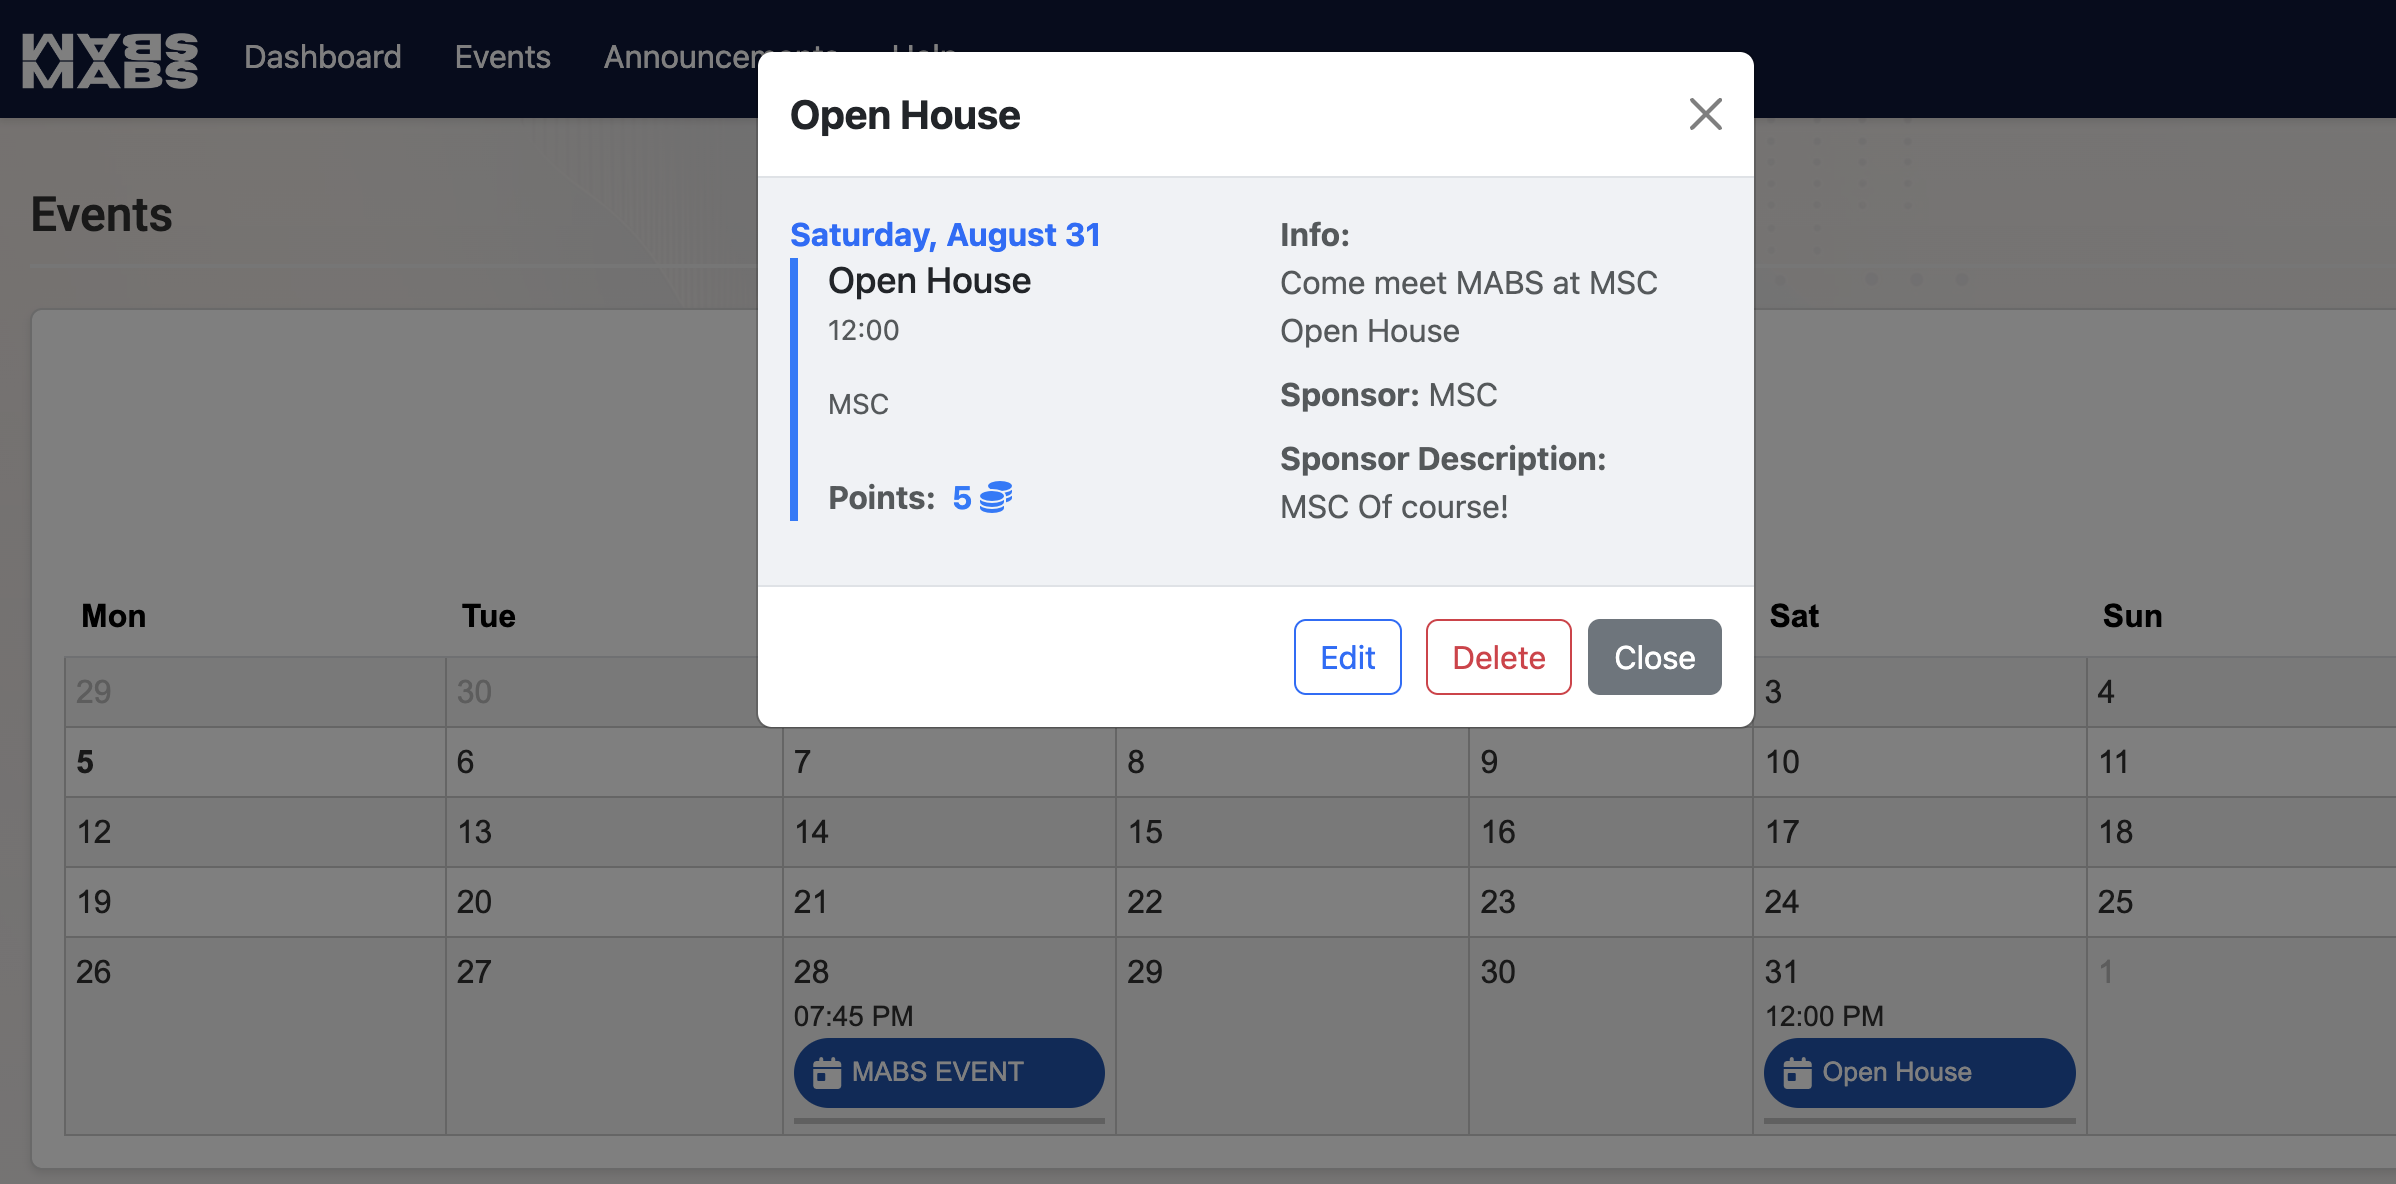 MABS
MABS
Dashboard Events Announcements Help
Open House
Events
Saturday, August 31
Open House
12:00
MSC
Points: 5
Info:
Come meet MABS at MSC
Open House
Sponsor: MSC
Sponsor Description:
MSC Of course!
Edit Delete Close
Mon Tue Sat Sun
29 30 3 4
5 6 7 8 9 10 11
12 13 14 15 16 17 18
19 20 21 22 23 24 25
26 27 28 29 30 31 1
07:45 PM 12:00 PM
MABS EVENT Open House